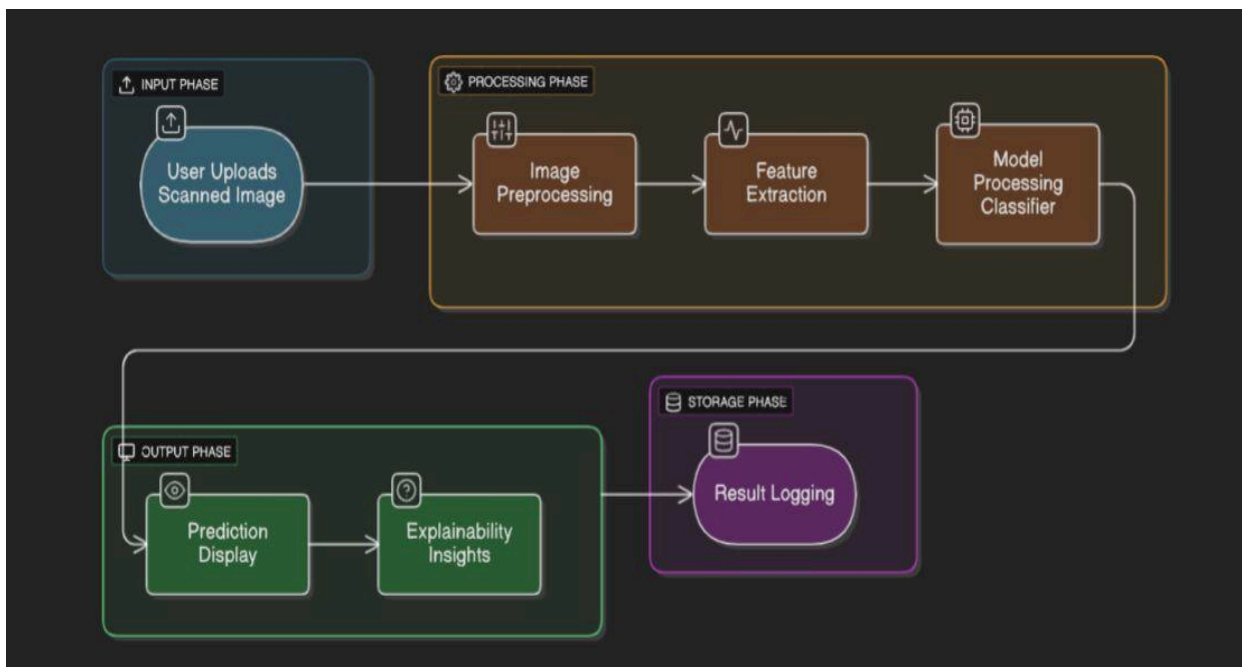 INPUT PHASE
User Uploads
Scanned Image
PROCESSING PHASE
Image
Preprocessing
Feature
Extraction
Model
Processing
Classifier
OUTPUT PHASE
Prediction
Display
Explainability
Insights
STORAGE PHASE
Result Logging